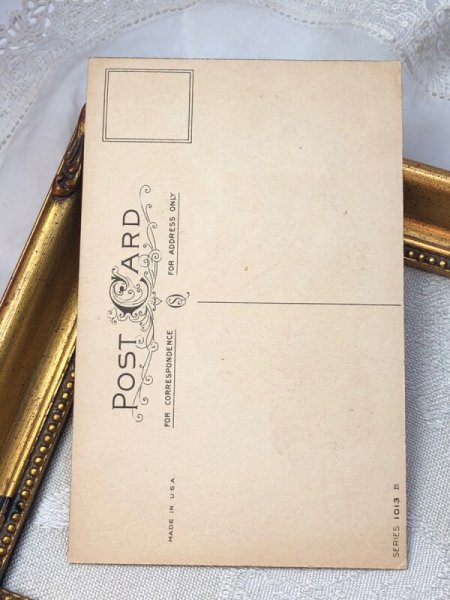 POST CARD
FOR CORRESPONDENCE
FOR ADDRESS ONLY
MADE IN U.S.A.
SERIES 1013 B